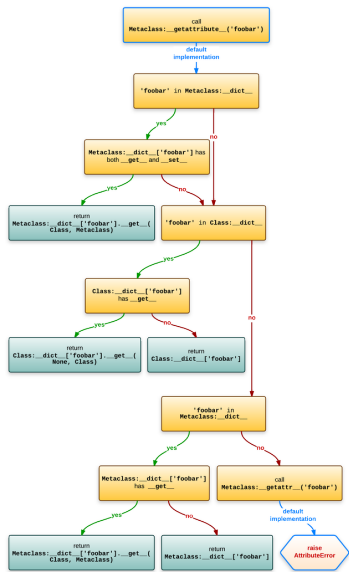 call
Metaclass:__getattribute__('foobar')
default
implementation
'foobar' in Metaclass:__dict__
yes
no
Metaclass:__dict__['foobar'] has
both __get__ and __set__
yes
no
return
Metaclass:__dict__['foobar'].__get__(
Class, Metaclass)
'foobar' in Class:__dict__
yes
no
Class:__dict__['foobar']
has __get__
yes
no
return
Class:__dict__['foobar'].__get__(
None, Class)
return
Class:__dict__['foobar']
'foobar' in
Metaclass:__dict__
yes
no
Metaclass:__dict__['foobar']
has __get__
call
Metaclass:__getattr__('foobar')
yes
no
default
implementation
return
Metaclass:__dict__['foobar'].__get__(
Class, Metaclass)
return
Metaclass:__dict__['foobar']
raise
AttributeError